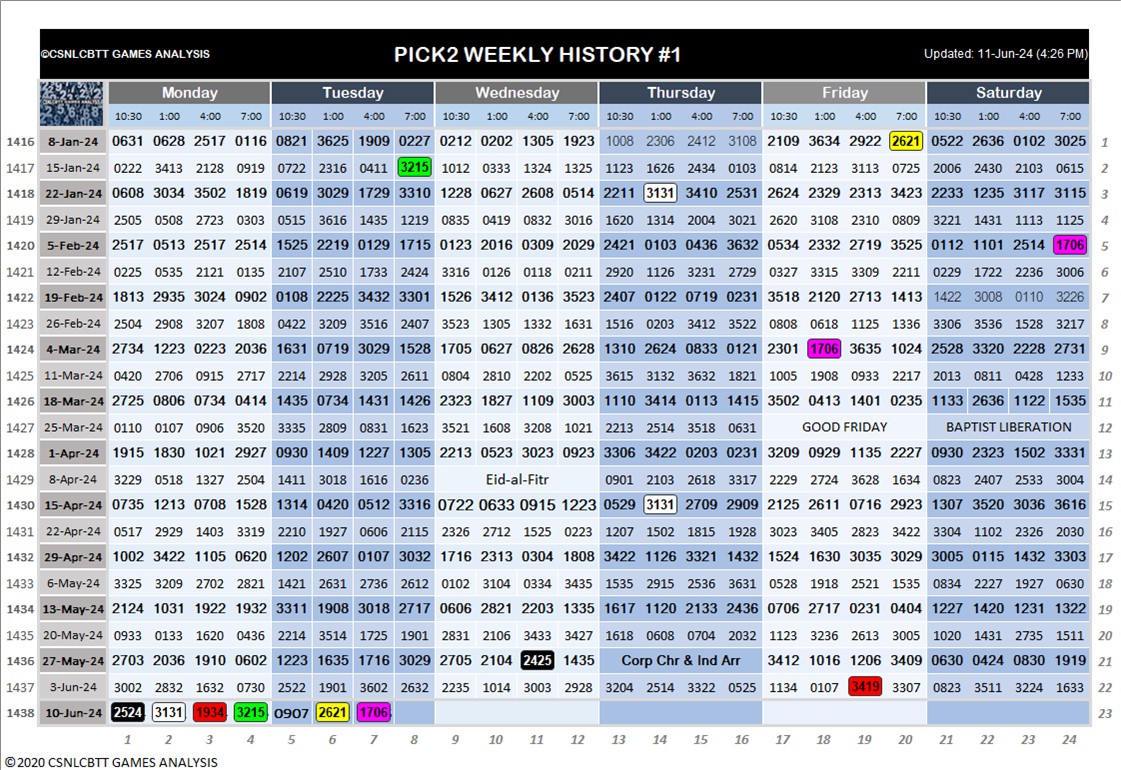 ©CSNLCBTT GAMES ANALYSIS PICK2 WEEKLY HISTORY #1 Updated: 11-Jun-24 (4:26 PM)
Monday Tuesday Wednesday Thursday Friday Saturday
10:30 1:00 4:00 7:00 10:30 1:00 4:00 7:00 10:30 1:00 4:00 7:00 10:30 1:00 4:00 7:00 10:30 1:00 4:00 7:00 10:30 1:00 4:00 7:00
1416 8-Jan-24 0631 0628 2517 0116 0821 3625 1909 0227 0212 0202 1305 1923 1008 2306 2412 3108 2109 3634 2922 2621 0522 2636 0102 3025 1
1417 15-Jan-24 0222 3413 2128 0919 0722 2316 0411 3215 1012 0333 1324 1325 1123 1626 2434 0103 0814 2123 3113 0725 2006 2430 2103 0615 2
1418 22-Jan-24 0608 3034 3502 1819 0619 3029 1729 3310 1228 0627 2608 0514 2211 3131 3410 2531 2624 2329 2313 3423 2233 1235 3117 3115 3
1419 29-Jan-24 2505 0508 2723 0303 0515 3616 1435 1219 0835 0419 0832 3016 1620 1314 2004 3021 2620 3108 2310 0809 3221 1431 1113 1125 4
1420 5-Feb-24 2517 0513 2517 2514 1525 2219 0129 1715 0123 2016 0309 2029 2421 0103 0436 3632 0534 2332 2719 3525 0112 1101 2514 1706 5
1421 12-Feb-24 0225 0535 2121 0135 2107 2510 1733 2424 3316 0126 0118 0211 2920 1126 3231 2729 0327 3315 3309 2211 0229 1722 2236 3006 6
1422 19-Feb-24 1813 2935 3024 0902 0108 2225 3432 3301 1526 3412 0136 3523 2407 0122 0719 0231 3518 2120 2713 1413 1422 3008 0110 3226 7
1423 26-Feb-24 2504 2908 3207 1808 0422 3209 3516 2407 3523 1305 1332 1631 1516 0203 3412 3522 0808 0618 1125 1336 3306 3536 1528 3217 8
1424 4-Mar-24 2734 1223 0223 2036 1631 0719 3029 1528 1705 0627 0826 2628 1310 2624 0833 0121 2301 1706 3635 1024 2528 3320 2228 2731 9
1425 11-Mar-24 0420 2706 0915 2717 2214 2928 3205 2611 0804 2810 2202 0525 3615 3132 3632 1821 1005 1908 0933 2217 2013 0811 0428 1233 10
1426 18-Mar-24 2725 0806 0734 0414 1435 0734 1431 1426 2323 1827 1109 3003 1110 3414 0113 1415 3502 0413 1401 0235 1133 2636 1122 1535 11
1427 25-Mar-24 0110 0107 0906 3520 3335 2809 0831 1623 3521 1608 3208 1021 2213 2514 3518 0631 GOOD FRIDAY BAPTIST LIBERATION 12
1428 1-Apr-24 1915 1830 1021 2927 0930 1409 1227 1305 2213 0523 3023 0923 3306 3422 0203 0231 3209 0929 1135 2227 0930 2323 1502 3331 13
1429 8-Apr-24 3229 0518 1327 2504 1411 3018 1616 0236 Eid-al-Fitr 0901 2103 2618 3317 2229 2724 3628 1634 0823 2407 2533 3004 14
1430 15-Apr-24 0735 1213 0708 1528 1314 0420 0512 3316 0722 0633 0915 1223 0529 3131 2709 2909 2125 2611 0716 2923 1307 3520 3036 3616 15
1431 22-Apr-24 0517 2929 1403 3319 2210 1927 0606 2115 2326 2712 1525 0223 1207 1502 1815 1928 3023 3405 2823 3422 3304 1102 2326 2030 16
1432 29-Apr-24 1002 3422 1105 0620 1202 2607 0107 3032 1716 2313 0304 1808 3422 1126 3321 1432 1524 1630 3035 3029 3005 0115 1432 3303 17
1433 6-May-24 3325 3209 2702 2821 1421 2631 2736 2612 0102 3104 0334 3435 1535 2915 2536 3631 0528 1918 2521 1535 0834 2227 1927 0630 18
1434 13-May-24 2124 1031 1922 1932 3311 1908 3018 2717 0606 2821 2203 1335 1617 1120 2133 2436 0706 2717 0231 0404 1227 1420 1231 1322 19
1435 20-May-24 0933 0133 1620 0436 2214 3514 1725 1901 2831 2106 3433 3427 1618 0608 0704 2032 1123 3236 2613 3005 1020 1431 2735 1511 20
1436 27-May-24 2703 2036 1910 0602 1223 1635 1716 3029 2705 2104 2425 1435 Corp Chr & Ind Arr 3412 1016 1206 3409 0630 0424 0830 1919 21
1437 3-Jun-24 3002 2832 1632 0730 2522 1901 3602 2632 2235 1014 3003 2928 3204 2514 3322 0525 1134 0107 3419 3307 0823 3511 3224 1633 22
1438 10-Jun-24 2524 3131 1934 3215 0907 2621 1706 23
1 2 3 4 5 6 7 8 9 10 11 12 13 14 15 16 17 18 19 20 21 22 23 24
©2020 CSNLCBTT GAMES ANALYSIS